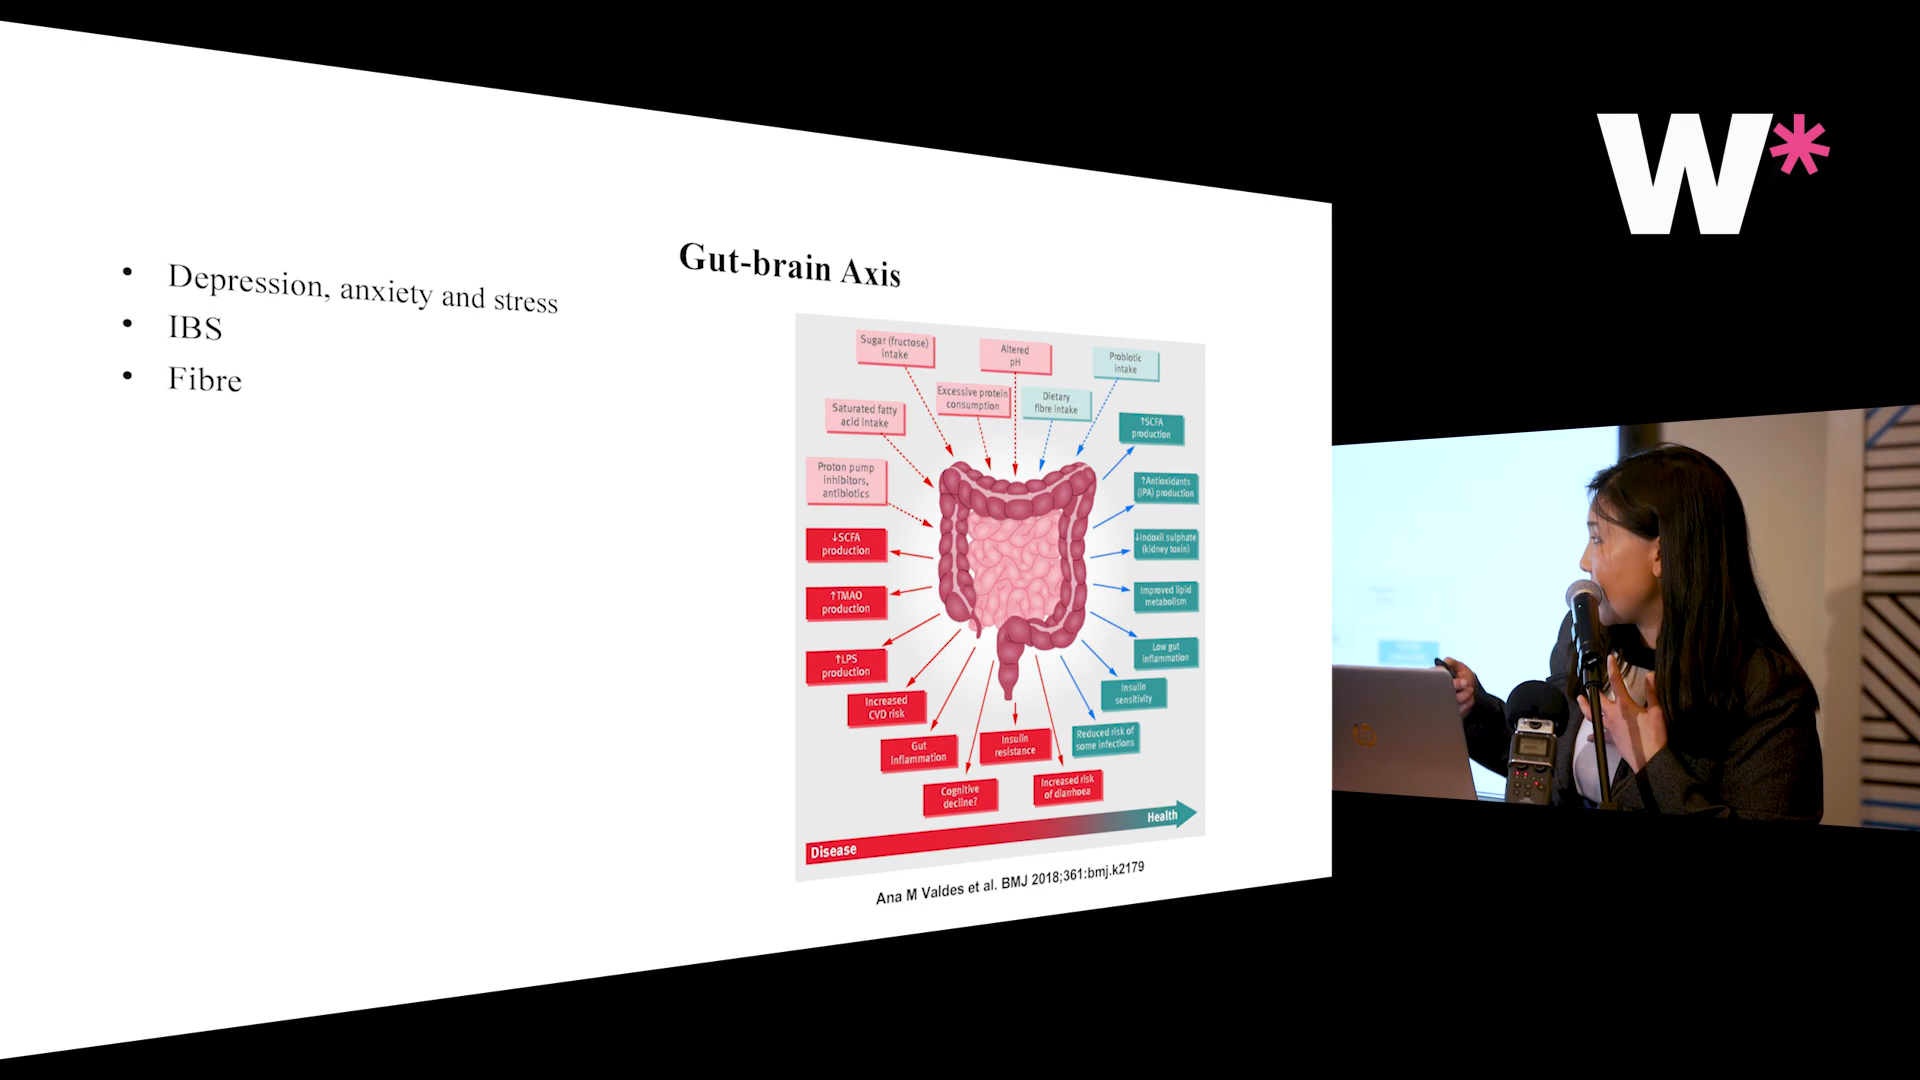 W*
Gut-brain Axis
• Depression, anxiety and stress
• IBS
• Fibre
Sugar (fructose)
intake
Altered
pH
Probiotic
intake
Excessive protein
consumption
Dietary
fibre intake
Saturated fatty
acid intake
↑SCFA
production
Proton pump
inhibitors,
antibiotics
↑Antioxidants
(IPA) production
↓SCFA
production
↓Indoxil sulphate
(kidney toxin)
↑TMAO
production
Improved lipid
metabolism
↑LPS
production
Low gut
inflammation
Increased
CVD risk
Insulin
sensitivity
Gut
inflammation
Insulin
resistance
Reduced risk of
some infections
Cognitive
decline?
Increased risk
of diarrhoea
Disease
Health
Ana M Valdes et al. BMJ 2018;361:bmj.k2179